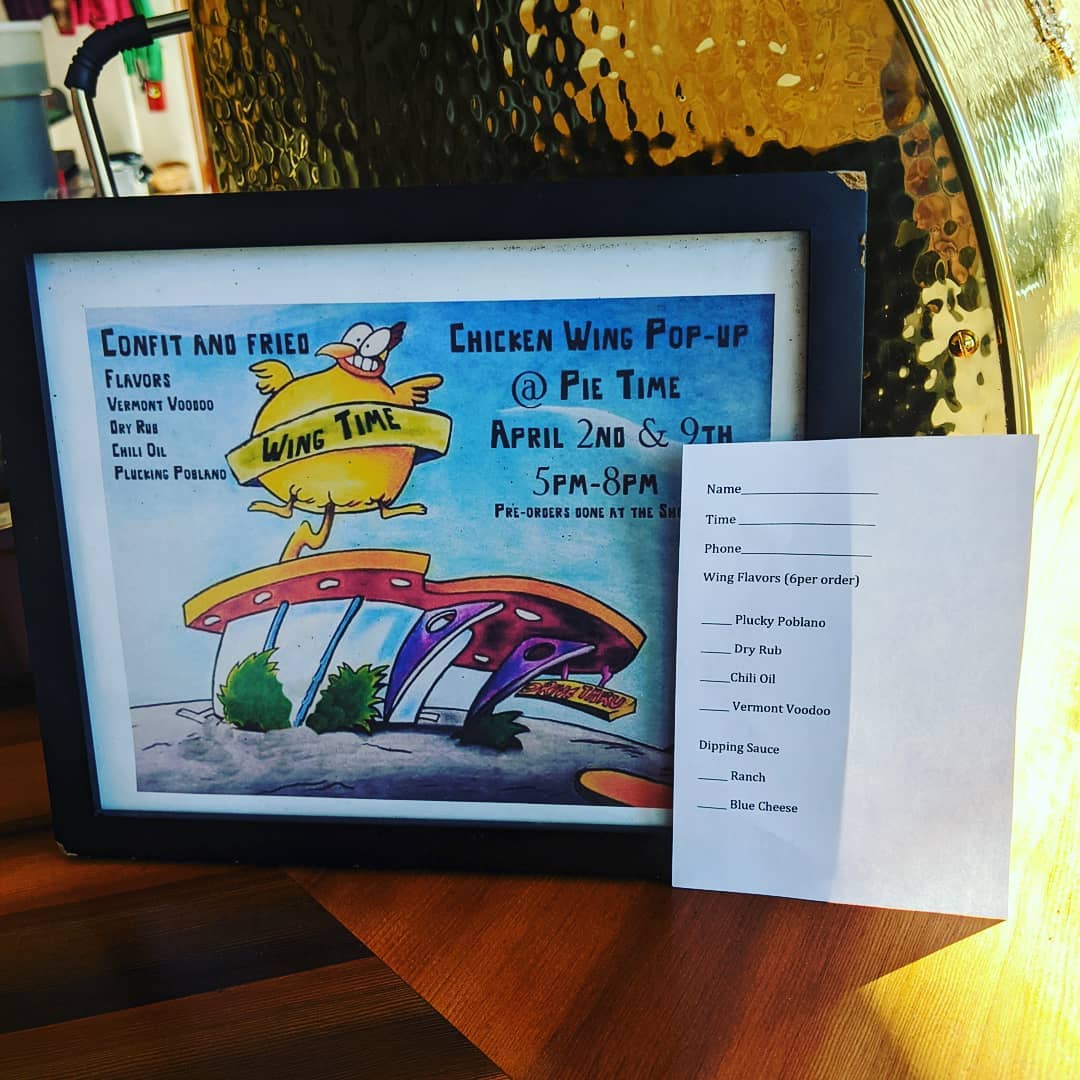 CONFIT AND FRIED
FLAVORS
VERMONT VOODOO
DRY RUB
CHILI OIL
PLUCKING POBLANO
WING TIME
CHICKEN WING POP-UP
@ PIE TIME
APRIL 2ND & 9TH
5PM-8PM
PRE-ORDERS DONE AT THE
DRINK THRU
Name
Time
Phone
Wing Flavors (6per order)
Plucky Poblano
Dry Rub
Chili Oil
Vermont Voodoo
Dipping Sauce
Ranch
Blue Cheese